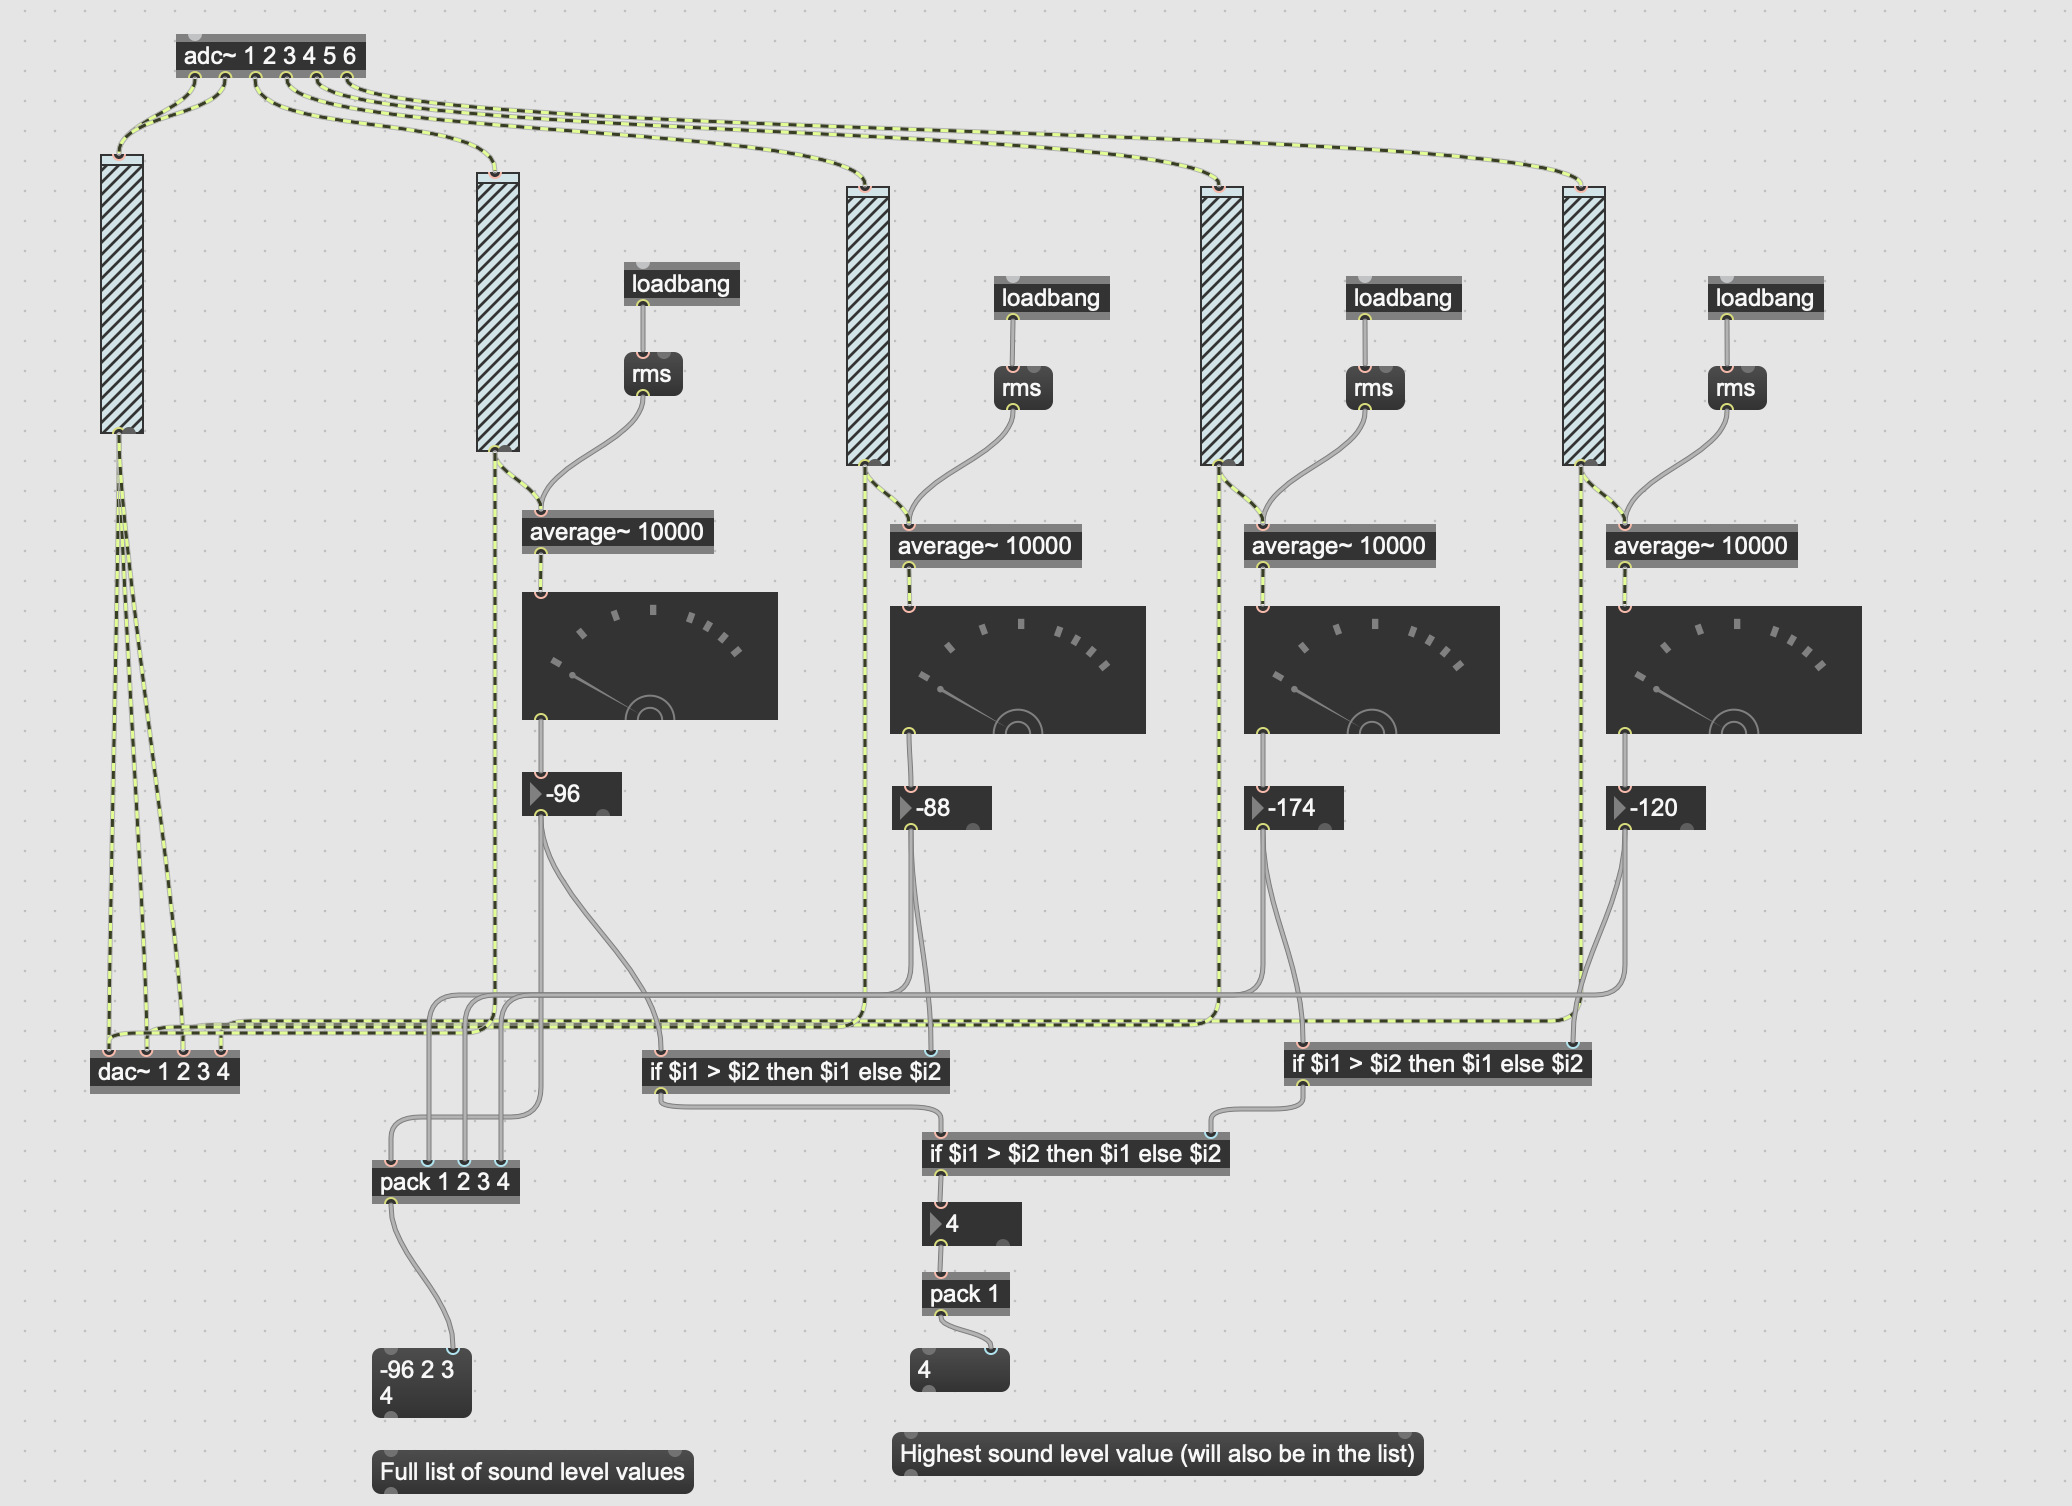 adc~ 1 2 3 4 5 6
loadbang
loadbang
loadbang
loadbang
rms
rms
rms
rms
average~ 10000
average~ 10000
average~ 10000
average~ 10000
-96
-88
-174
-120
dac~ 1 2 3 4
if $i1 > $i2 then $i1 else $i2
if $i1 > $i2 then $i1 else $i2
if $i1 > $i2 then $i1 else $i2
pack 1 2 3 4
4
pack 1
-96 2 3
4
4
Full list of sound level values
Highest sound level value (will also be in the list)